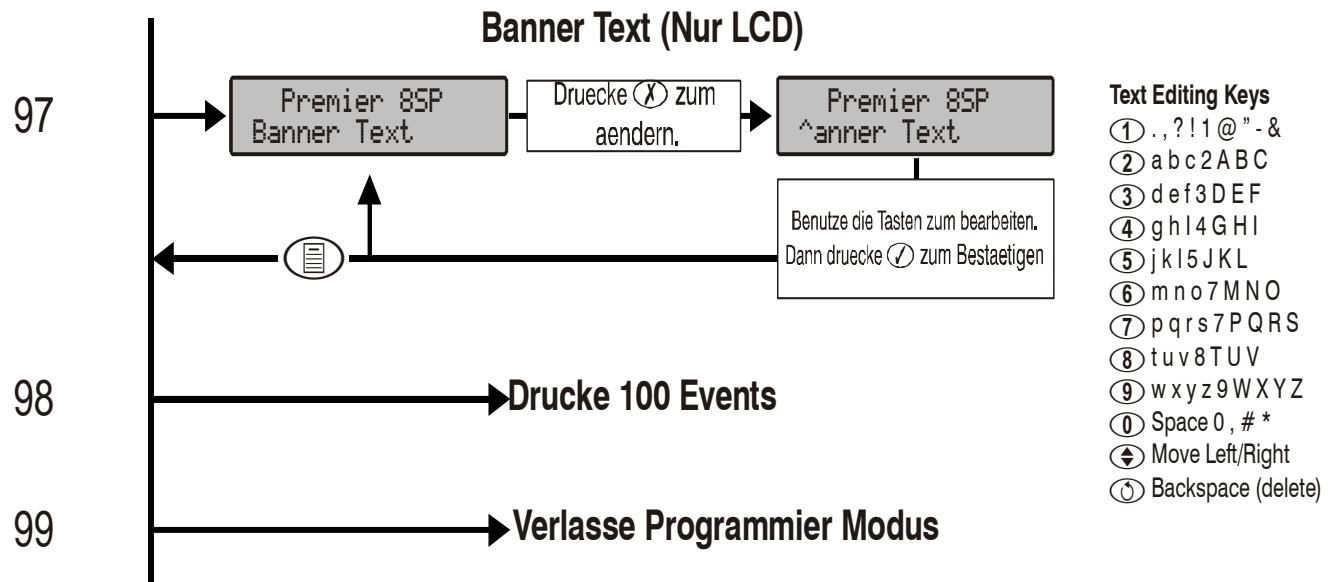 Banner Text (Nur LCD)
97
Premier 8SP
Banner Text
Druecke ✗ zum
aendern.
Premier 8SP
^anner Text
Benutze die Tasten zum bearbeiten.
Dann druecke ✓ zum Bestaetigen
98
Drucke 100 Events
99
Verlasse Programmier Modus
Text Editing Keys
1 . , ? ! 1 @ " - &
2 a b c 2 A B C
3 d e f 3 D E F
4 g h I 4 G H I
5 j k l 5 J K L
6 m n o 7 M N O
7 p q r s 7 P Q R S
8 t u v 8 T U V
9 w x y z 9 W X Y Z
0 Space 0 , # *
Move Left/Right
Backspace (delete)